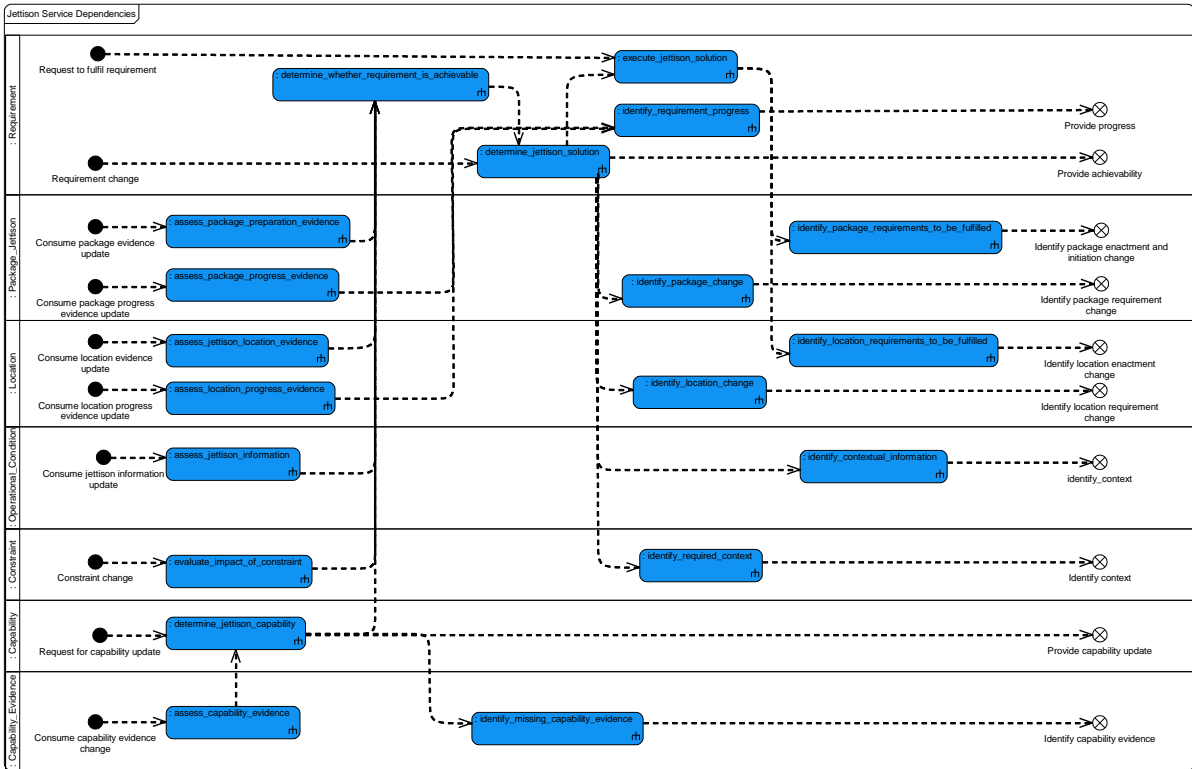 Jettison Service Dependencies
: Requirement
Request to fulfil requirement
: execute_jettison_solution
: determine_whether_requirement_is_achievable
: identify_requirement_progress
Provide progress
Requirement change
: determine_jettison_solution
Provide achievability
: Package_Jettison
Consume package evidence
update
: assess_package_preparation_evidence
: identify_package_requirements_to_be_fulfilled
Identify package enactment and
initiation change
Consume package progress
evidence update
: assess_package_progress_evidence
: identify_package_change
Identify package requirement
change
: Location
Consume location evidence
update
: assess_jettison_location_evidence
: identify_location_requirements_to_be_fulfilled
Identify location enactment
change
Consume location progress
evidence update
: assess_location_progress_evidence
: identify_location_change
Identify location requirement
change
: Operational_Condition
Consume jettison information
update
: assess_jettison_information
: identify_contextual_information
identify_context
: Constraint
Constraint change
: evaluate_impact_of_constraint
: identify_required_context
Identify context
: Capability
Request for capability update
: determine_jettison_capability
Provide capability update
: Capability_Evidence
Consume capability evidence
change
: assess_capability_evidence
: identify_missing_capability_evidence
Identify capability evidence